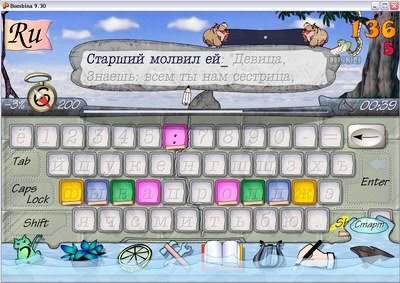 Bombina 9.30
Ru
136
5
Старший молвил ей_ "Девица,
Знаешь: всем ты нам сестрица,
-3%
200
00:39
ё 1 2 3 4 5 6 7 8 9 0 - =
Tab
й ц у к е н г ш щ з х ъ
Caps
Lock
ф ы в а п р о л д ж э
Enter
Shift
я ч с м и т ь б ю
Старт